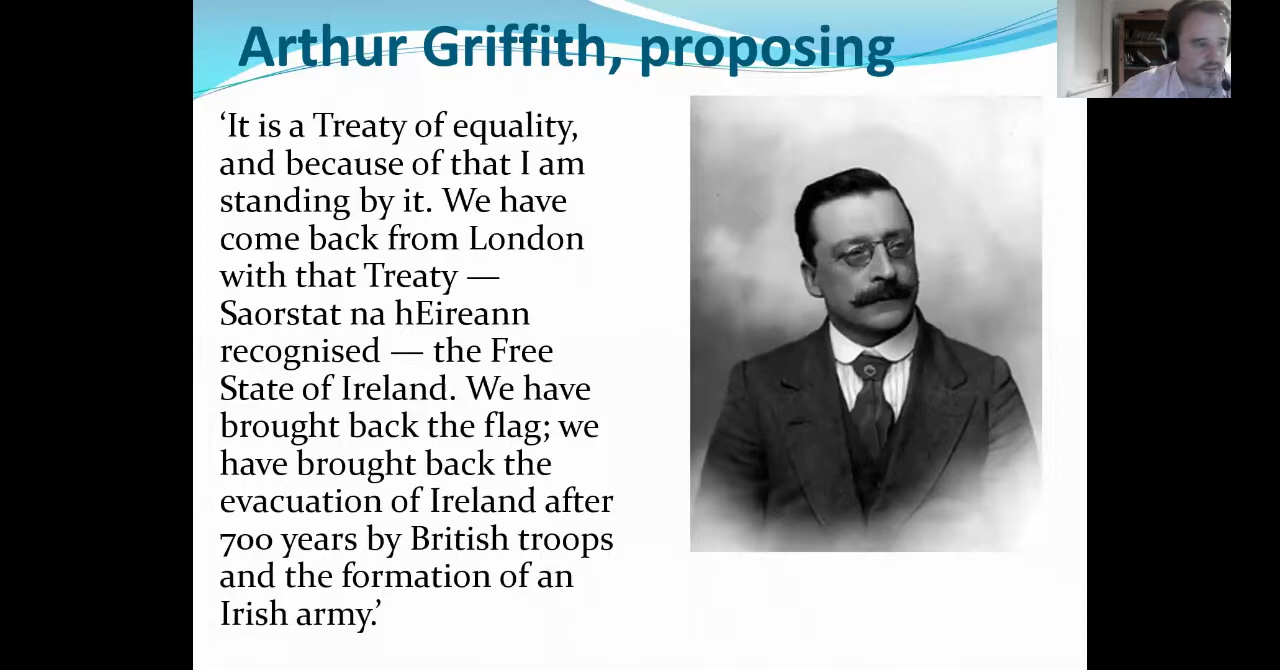 Arthur Griffith, proposing
‘It is a Treaty of equality,
and because of that I am
standing by it. We have
come back from London
with that Treaty —
Saorstat na hEireann
recognised — the Free
State of Ireland. We have
brought back the flag; we
have brought back the
evacuation of Ireland after
700 years by British troops
and the formation of an
Irish army.’